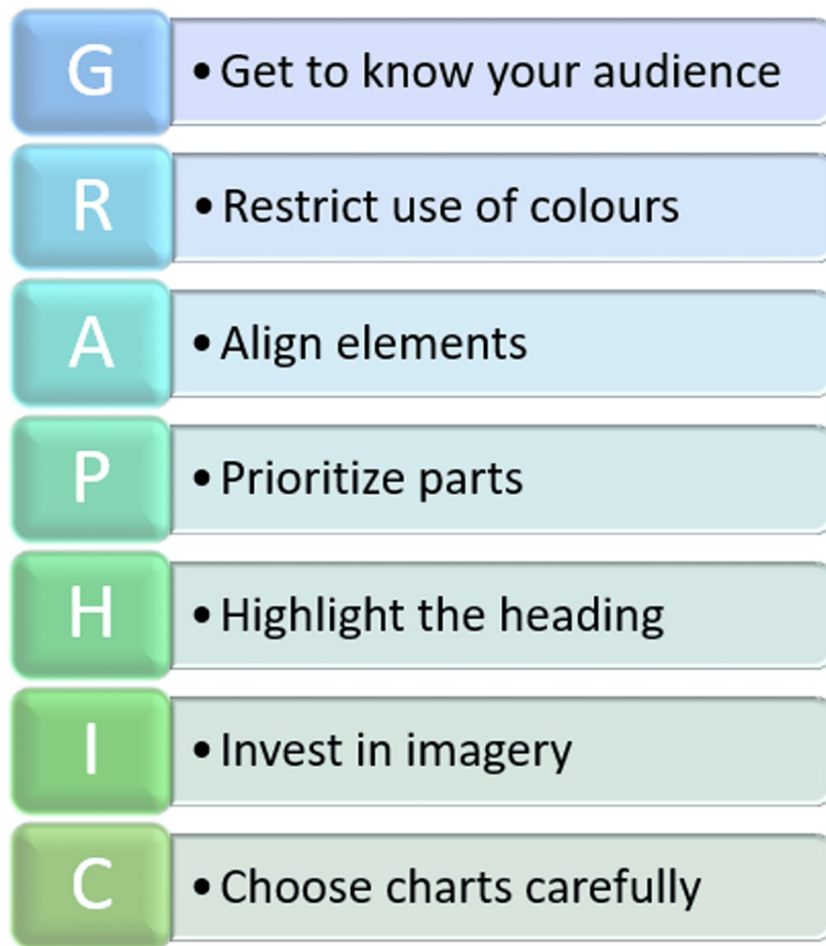 G • Get to know your audience
R • Restrict use of colours
A • Align elements
P • Prioritize parts
H • Highlight the heading
I • Invest in imagery
C • Choose charts carefully